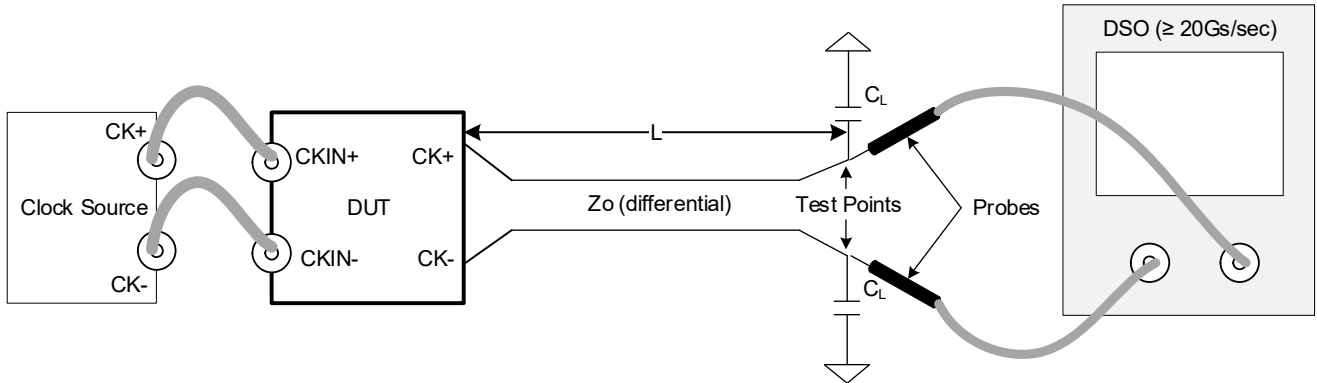 DSO (≥ 20Gs/sec)
CL
CK+
CKIN+
CK+
L
Clock Source
DUT
Zo (differential)
Test Points
Probes
CKIN-
CK-
CK-
CL